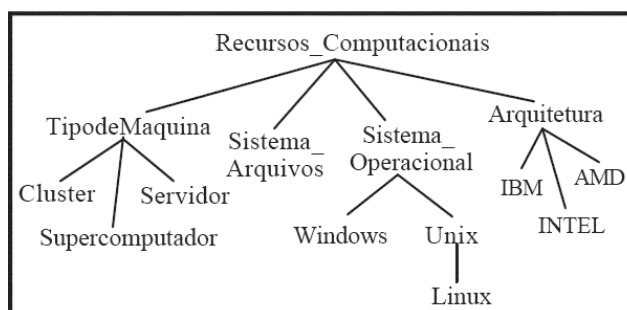 Recursos_Computacionais
TipodeMaquina
Sistema_
Arquivos
Sistema_
Operacional
Arquitetura
Cluster
Servidor
Supercomputador
Windows
Unix
Linux
IBM
AMD
INTEL